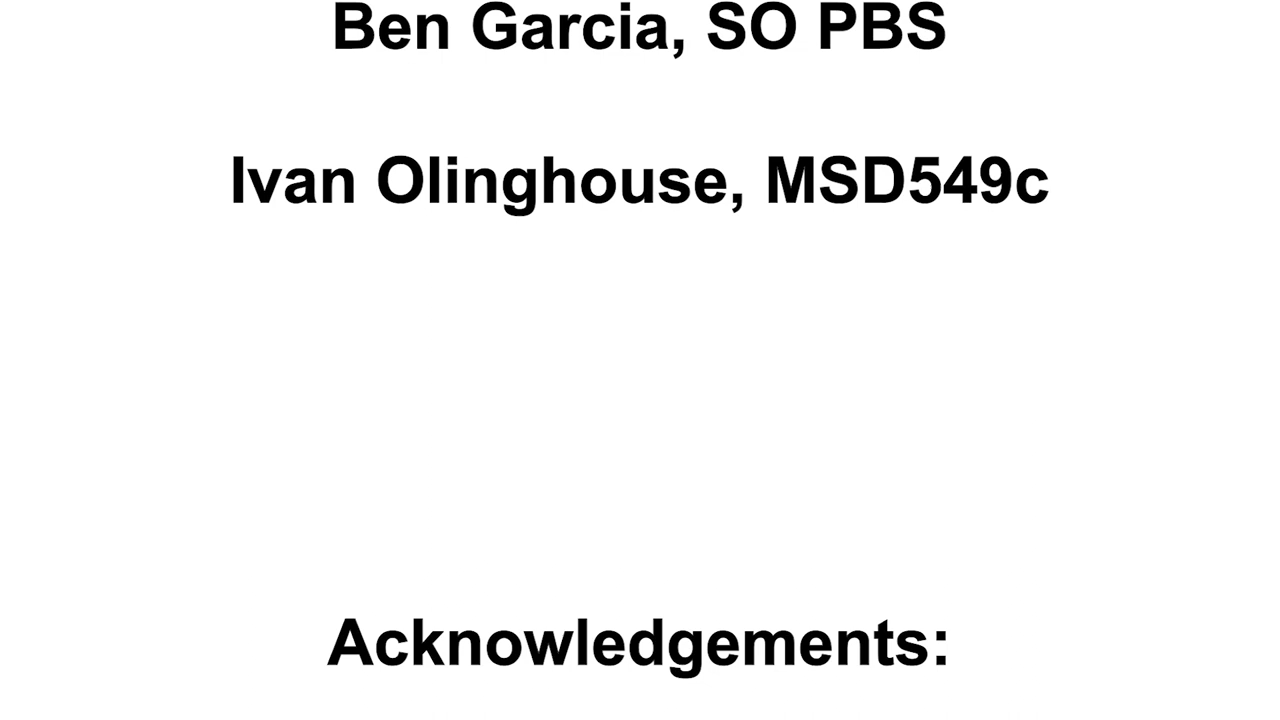 Ben Garcia, SO PBS
Ivan Olinghouse, MSD549c
Acknowledgements: